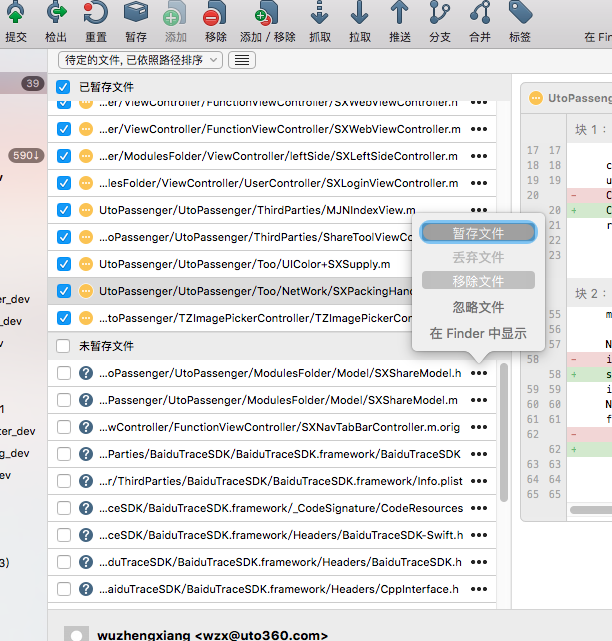 提交 检出 重置 暂存 添加 移除 添加 / 移除 抓取 拉取 推送 分支 合并 标签 在 Fin
待定的文件, 已依照路径排序
39
已暂存文件
...er/ViewController/FunctionViewController/SXWebViewController.h
...er/ViewController/FunctionViewController/SXWebViewController.m
590↓
...er/ModulesFolder/ViewController/leftSide/SXLeftSideController.m
...lesFolder/ViewController/UserController/SXLoginViewController.m
UtoPassenger/UtoPassenger/ThirdParties/MJNIndexView.m
...oPassenger/UtoPassenger/ThirdParties/ShareToolViewCo
UtoPassenger/UtoPassenger/Too/UIColor+SXSupply.m
UtoPassenger/UtoPassenger/Too/NetWork/SXPackingHand
...toPassenger/TZImagePickerController/TZImagePickerContro
暂存文件
丢弃文件
移除文件
忽略文件
在 Finder 中显示
未暂存文件
...oPassenger/UtoPassenger/ModulesFolder/Model/SXShareModel.h
...Passenger/UtoPassenger/ModulesFolder/Model/SXShareModel.m
...wController/FunctionViewController/SXNavTabBarController.m.orig
...Parties/BaiduTraceSDK/BaiduTraceSDK.framework/BaiduTraceSDK
...r/ThirdParties/BaiduTraceSDK/BaiduTraceSDK.framework/Info.plist
...ceSDK/BaiduTraceSDK.framework/_CodeSignature/CodeResources
...ceSDK/BaiduTraceSDK.framework/Headers/BaiduTraceSDK-Swift.h
...duTraceSDK/BaiduTraceSDK.framework/Headers/BaiduTraceSDK.h
...aiduTraceSDK/BaiduTraceSDK.framework/Headers/CppInterface.h
er_dev
_dev
v
1
ter_dev
g_dev
ev
3)
UtoPasseng
块 1：
17 17
18 18 c
19 19 u
20 - C
20 + C
21 r
22
23
块 2：
55 m
56
57 N
58 - i
58 + s
59 59 i
60 60 N
61 61 f
62 -
62 +
63 63
64 64
65 65
wuzhengxiang <wzx@uto360.com>